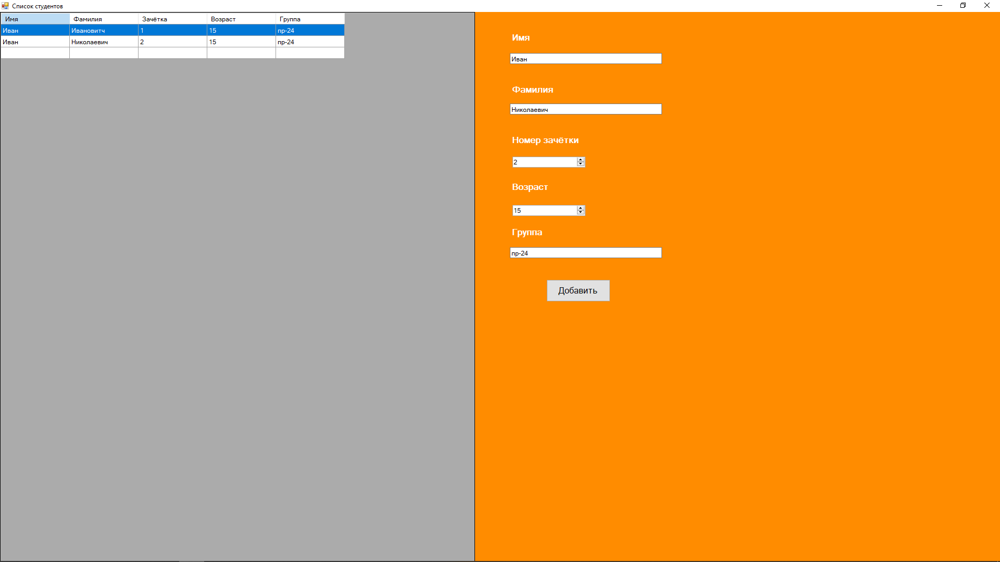 Список студентов
Имя Фамилия Зачётка Возраст Группа
Иван Ивановитч 1 15 пр-24
Иван Николаевич 2 15 пр-24
Имя
Иван
Фамилия
Николаевич
Номер зачётки
2
Возраст
15
Группа
пр-24
Добавить